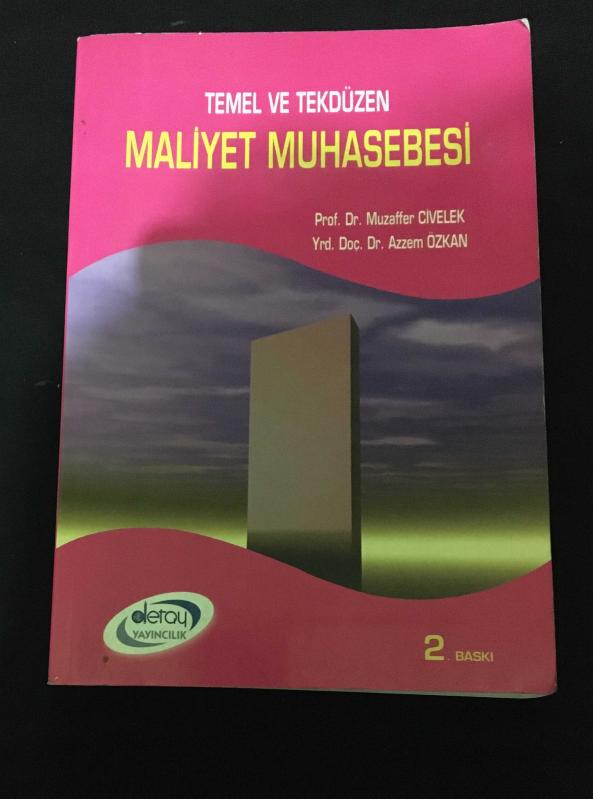 TEMEL VE TEKDÜZEN
MALİYET MUHASEBESİ
Prof. Dr. Muzaffer CİVELEK
Yrd. Doç. Dr. Azzem ÖZKAN
detay
YAYINCILIK
2. BASKI